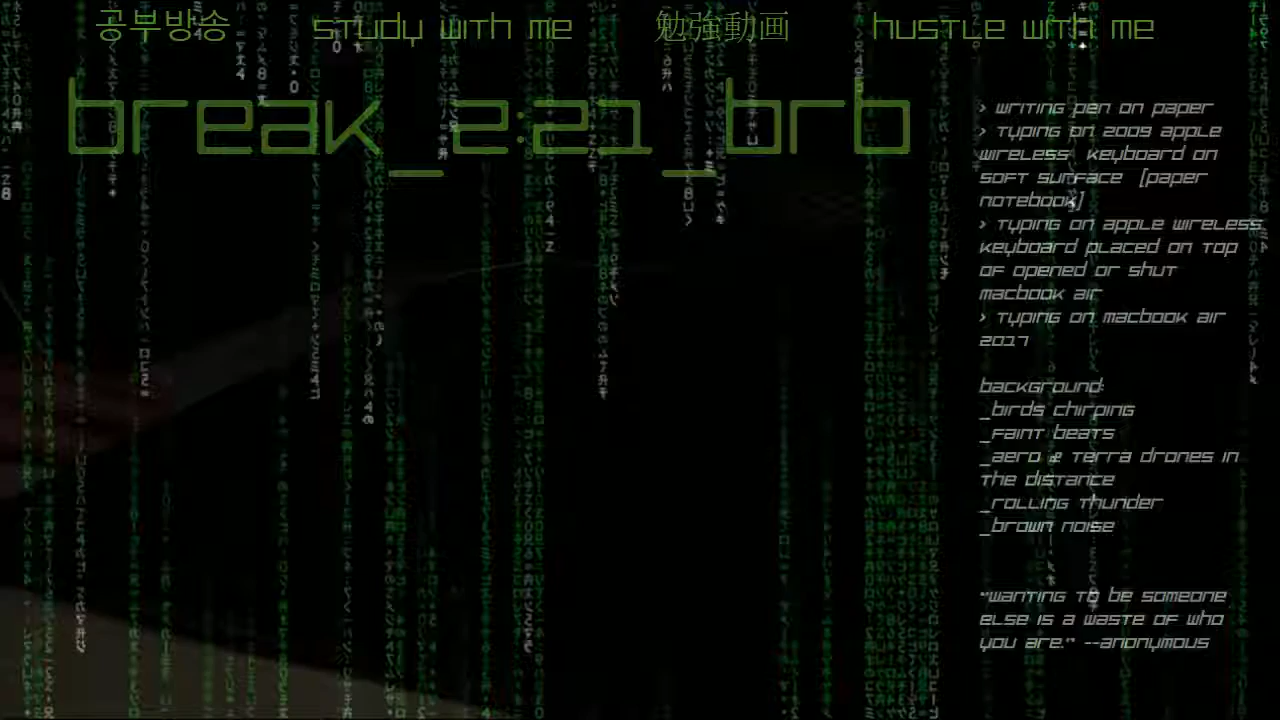 공부방송 study with me 勉強動画 hustle with me
break_2:21_brb
> writing pen on paper
> typing on 2009 apple
wireless keyboard on
soft surface [paper
notebook]
> typing on apple wireless
keyboard placed on top
of opened or shut
macbook air
> typing on macbook air
2017
background:
_birds chirping
_faint beats
_aero & terra drones in
the distance
_rolling thunder
_brown noise
"wanting to be someone
else is a waste of who
you are." --anonymous